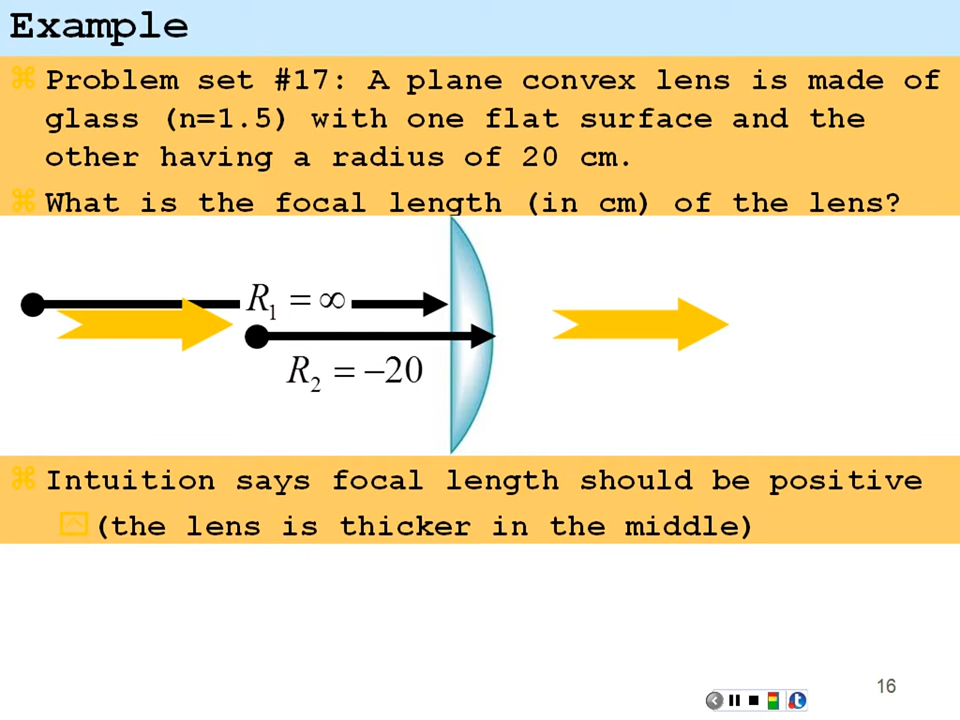 Example
Problem set #17: A plane convex lens is made of
glass (n=1.5) with one flat surface and the
other having a radius of 20 cm.
What is the focal length (in cm) of the lens?
R₁ = ∞
R₂ = −20
Intuition says focal length should be positive
(the lens is thicker in the middle)
16